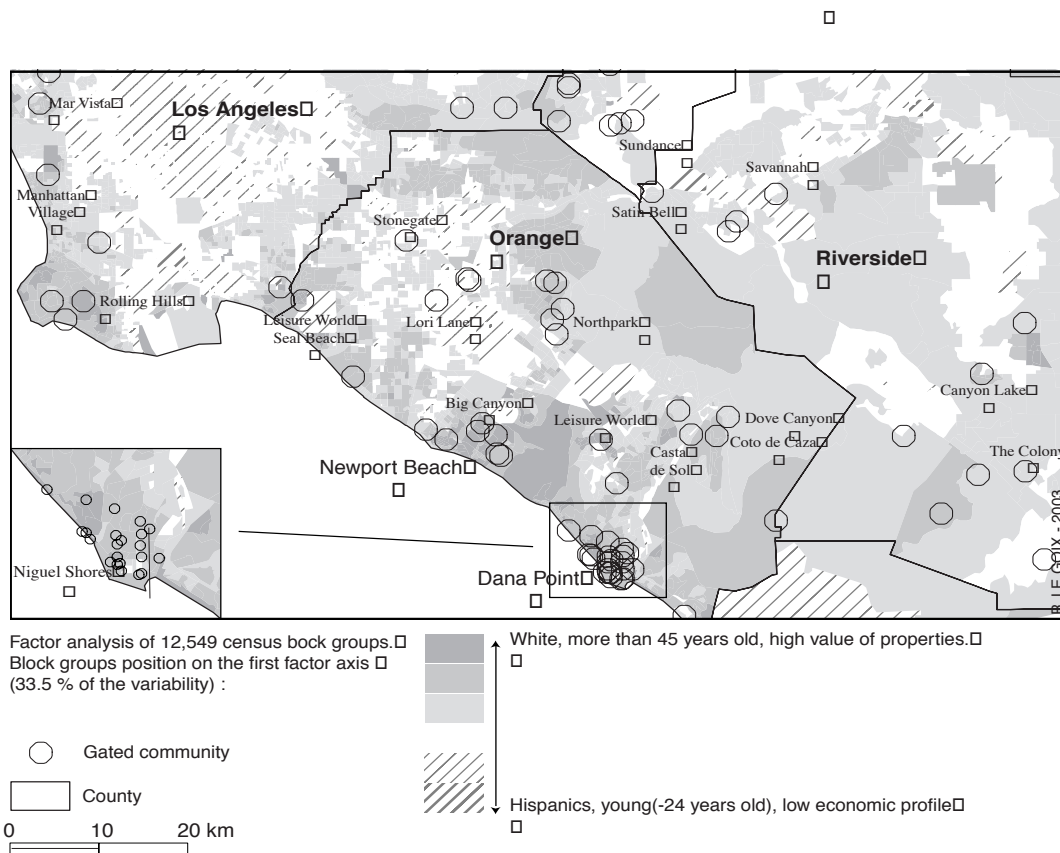 Mar Vista
Los Angeles
Sundance
Savannah
Manhattan
Village
Satin Bell
Stonegate
Orange
Riverside
Rolling Hills
Leisure World
Seal Beach
Lori Lane
Northpark
Canyon Lake
Big Canyon
Leisure World
Dove Canyon
Coto de Caza
Casta
de Sol
The Colony
Newport Beach
Niguel Shores
Dana Point
R. LE GOIX - 2003
Factor analysis of 12,549 census bock groups.
Block groups position on the first factor axis
(33.5 % of the variability) :
White, more than 45 years old, high value of properties.
Gated community
County
Hispanics, young(-24 years old), low economic profile
0 10 20 km